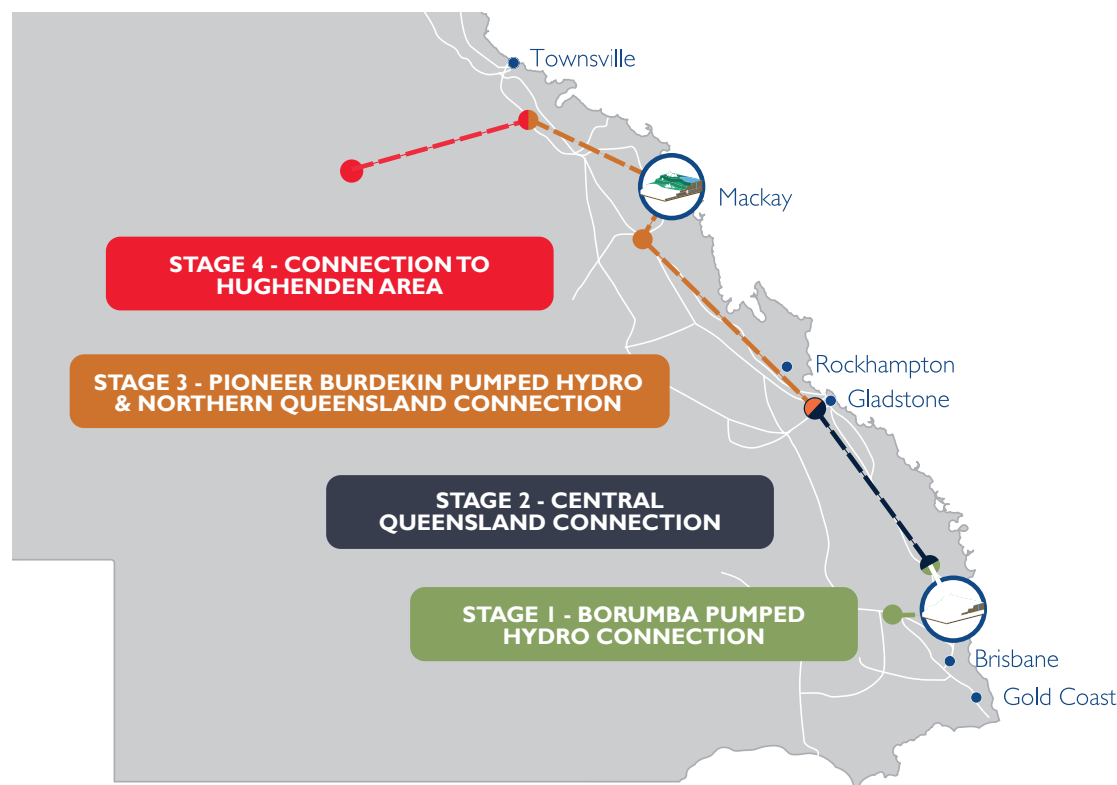 Townsville
Mackay
STAGE 4 - CONNECTION TO
HUGHENDEN AREA
STAGE 3 - PIONEER BURDEKIN PUMPED HYDRO
& NORTHERN QUEENSLAND CONNECTION
Rockhampton
Gladstone
STAGE 2 - CENTRAL
QUEENSLAND CONNECTION
STAGE 1 - BORUMBA PUMPED
HYDRO CONNECTION
Brisbane
Gold Coast